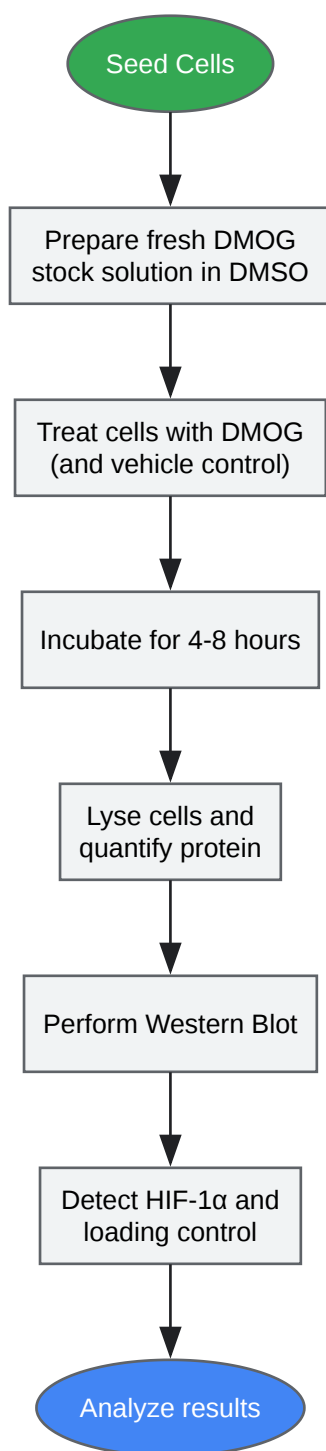 Seed Cells
Prepare fresh DMOG
stock solution in DMSO
Treat cells with DMOG
(and vehicle control)
Incubate for 4-8 hours
Lyse cells and
quantify protein
Perform Western Blot
Detect HIF-1α and
loading control
Analyze results